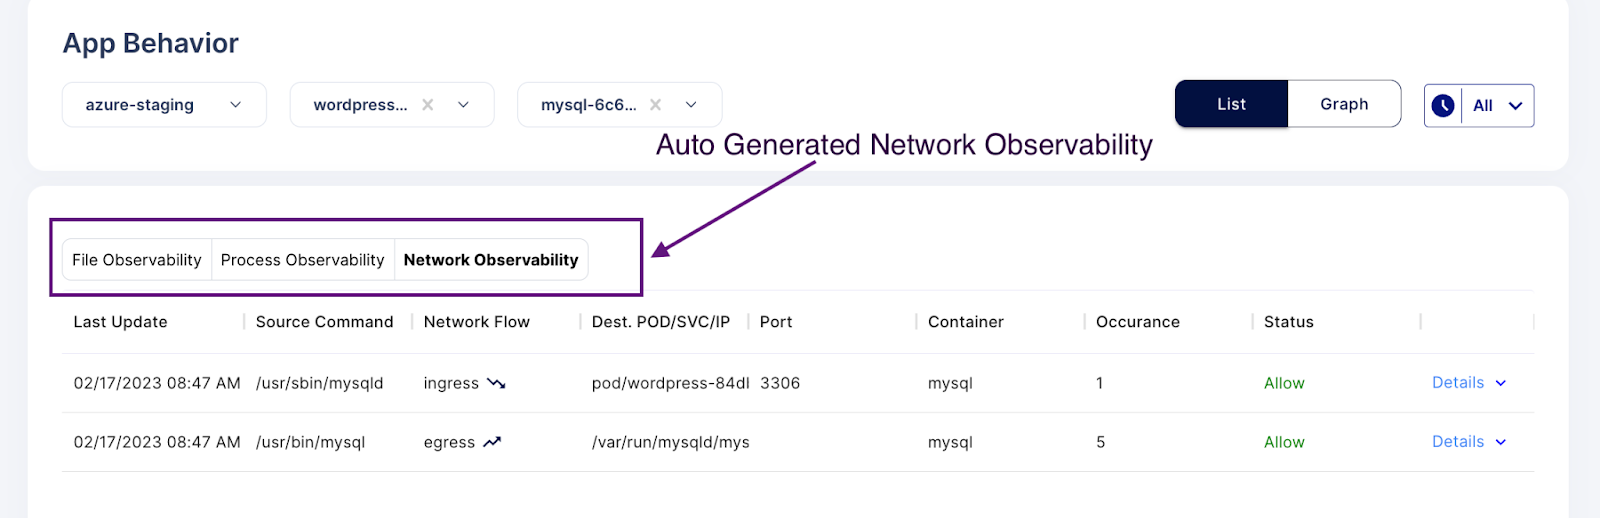 App Behavior
azure-staging wordpress... mysql-6c6... List Graph All
Auto Generated Network Observability
File Observability Process Observability Network Observability
Last Update Source Command Network Flow Dest. POD/SVC/IP Port Container Occurance Status
02/17/2023 08:47 AM /usr/sbin/mysqld ingress pod/wordpress-84dl 3306 mysql 1 Allow Details
02/17/2023 08:47 AM /usr/bin/mysql egress /var/run/mysqld/mys mysql 5 Allow Details